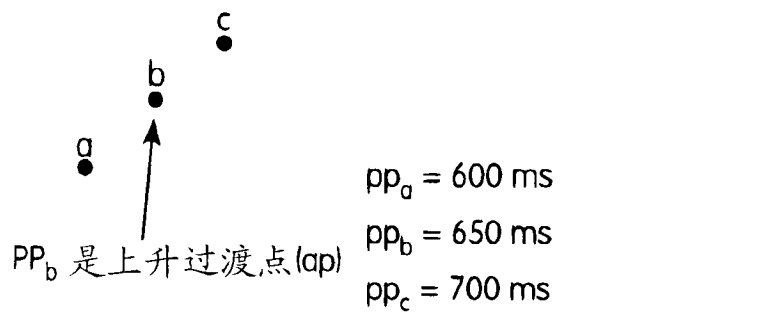 c
b
a
pp_a = 600 ms
pp_b = 650 ms
PP_b 是上升过渡点(ap)
pp_c = 700 ms